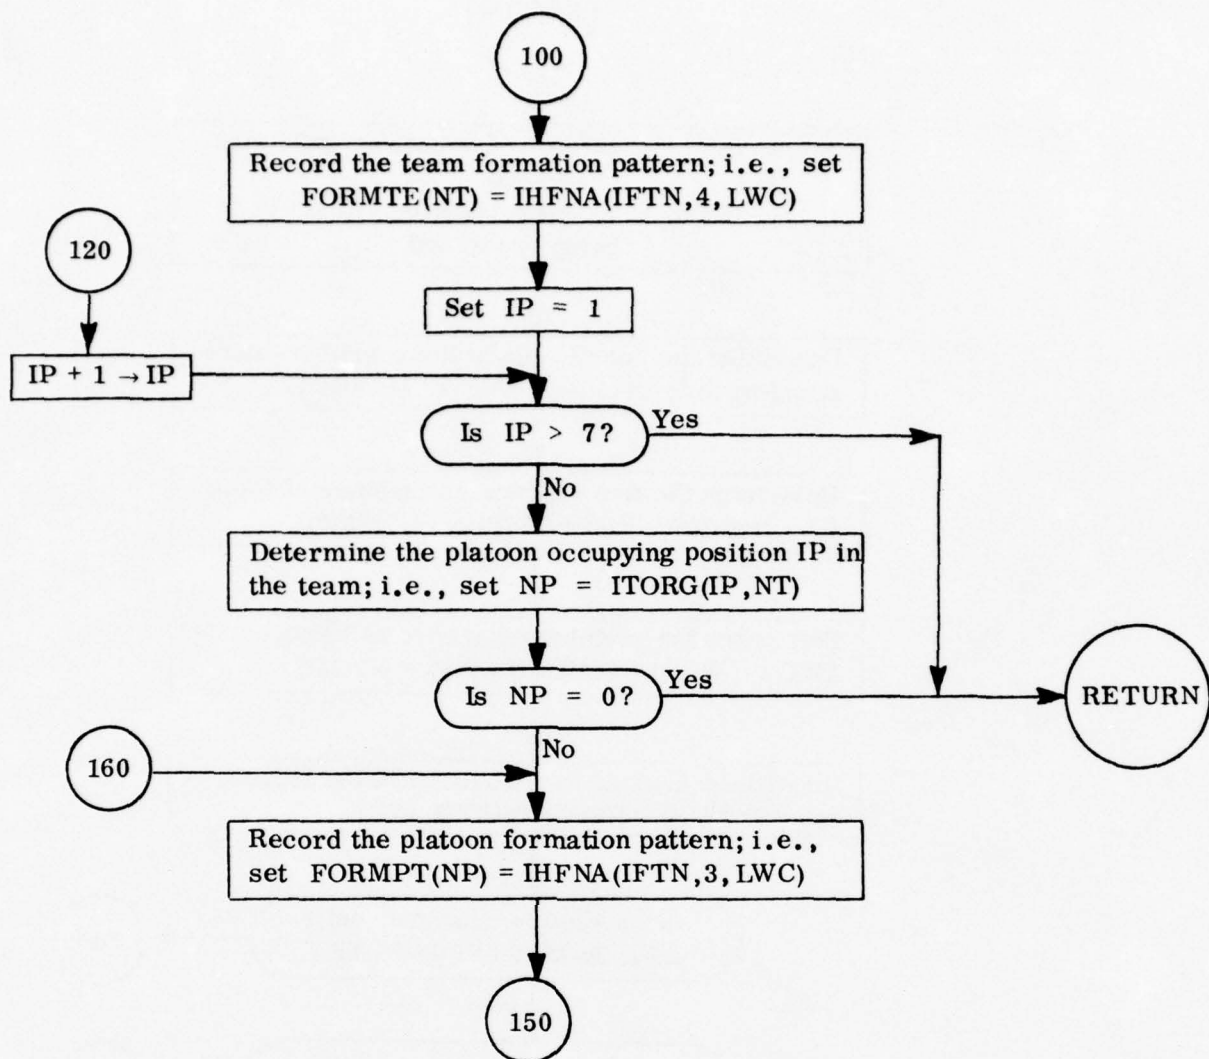 100
Record the team formation pattern; i.e., set
FORMTE(NT) = IHFNA(IFTN,4,LWC)
120
Set IP = 1
IP + 1 → IP
Is IP > 7?
Yes
No
Determine the platoon occupying position IP in
the team; i.e., set NP = ITORG(IP,NT)
Is NP = 0?
Yes
RETURN
No
160
Record the platoon formation pattern; i.e.,
set FORMPT(NP) = IHFNA(IFTN,3,LWC)
150